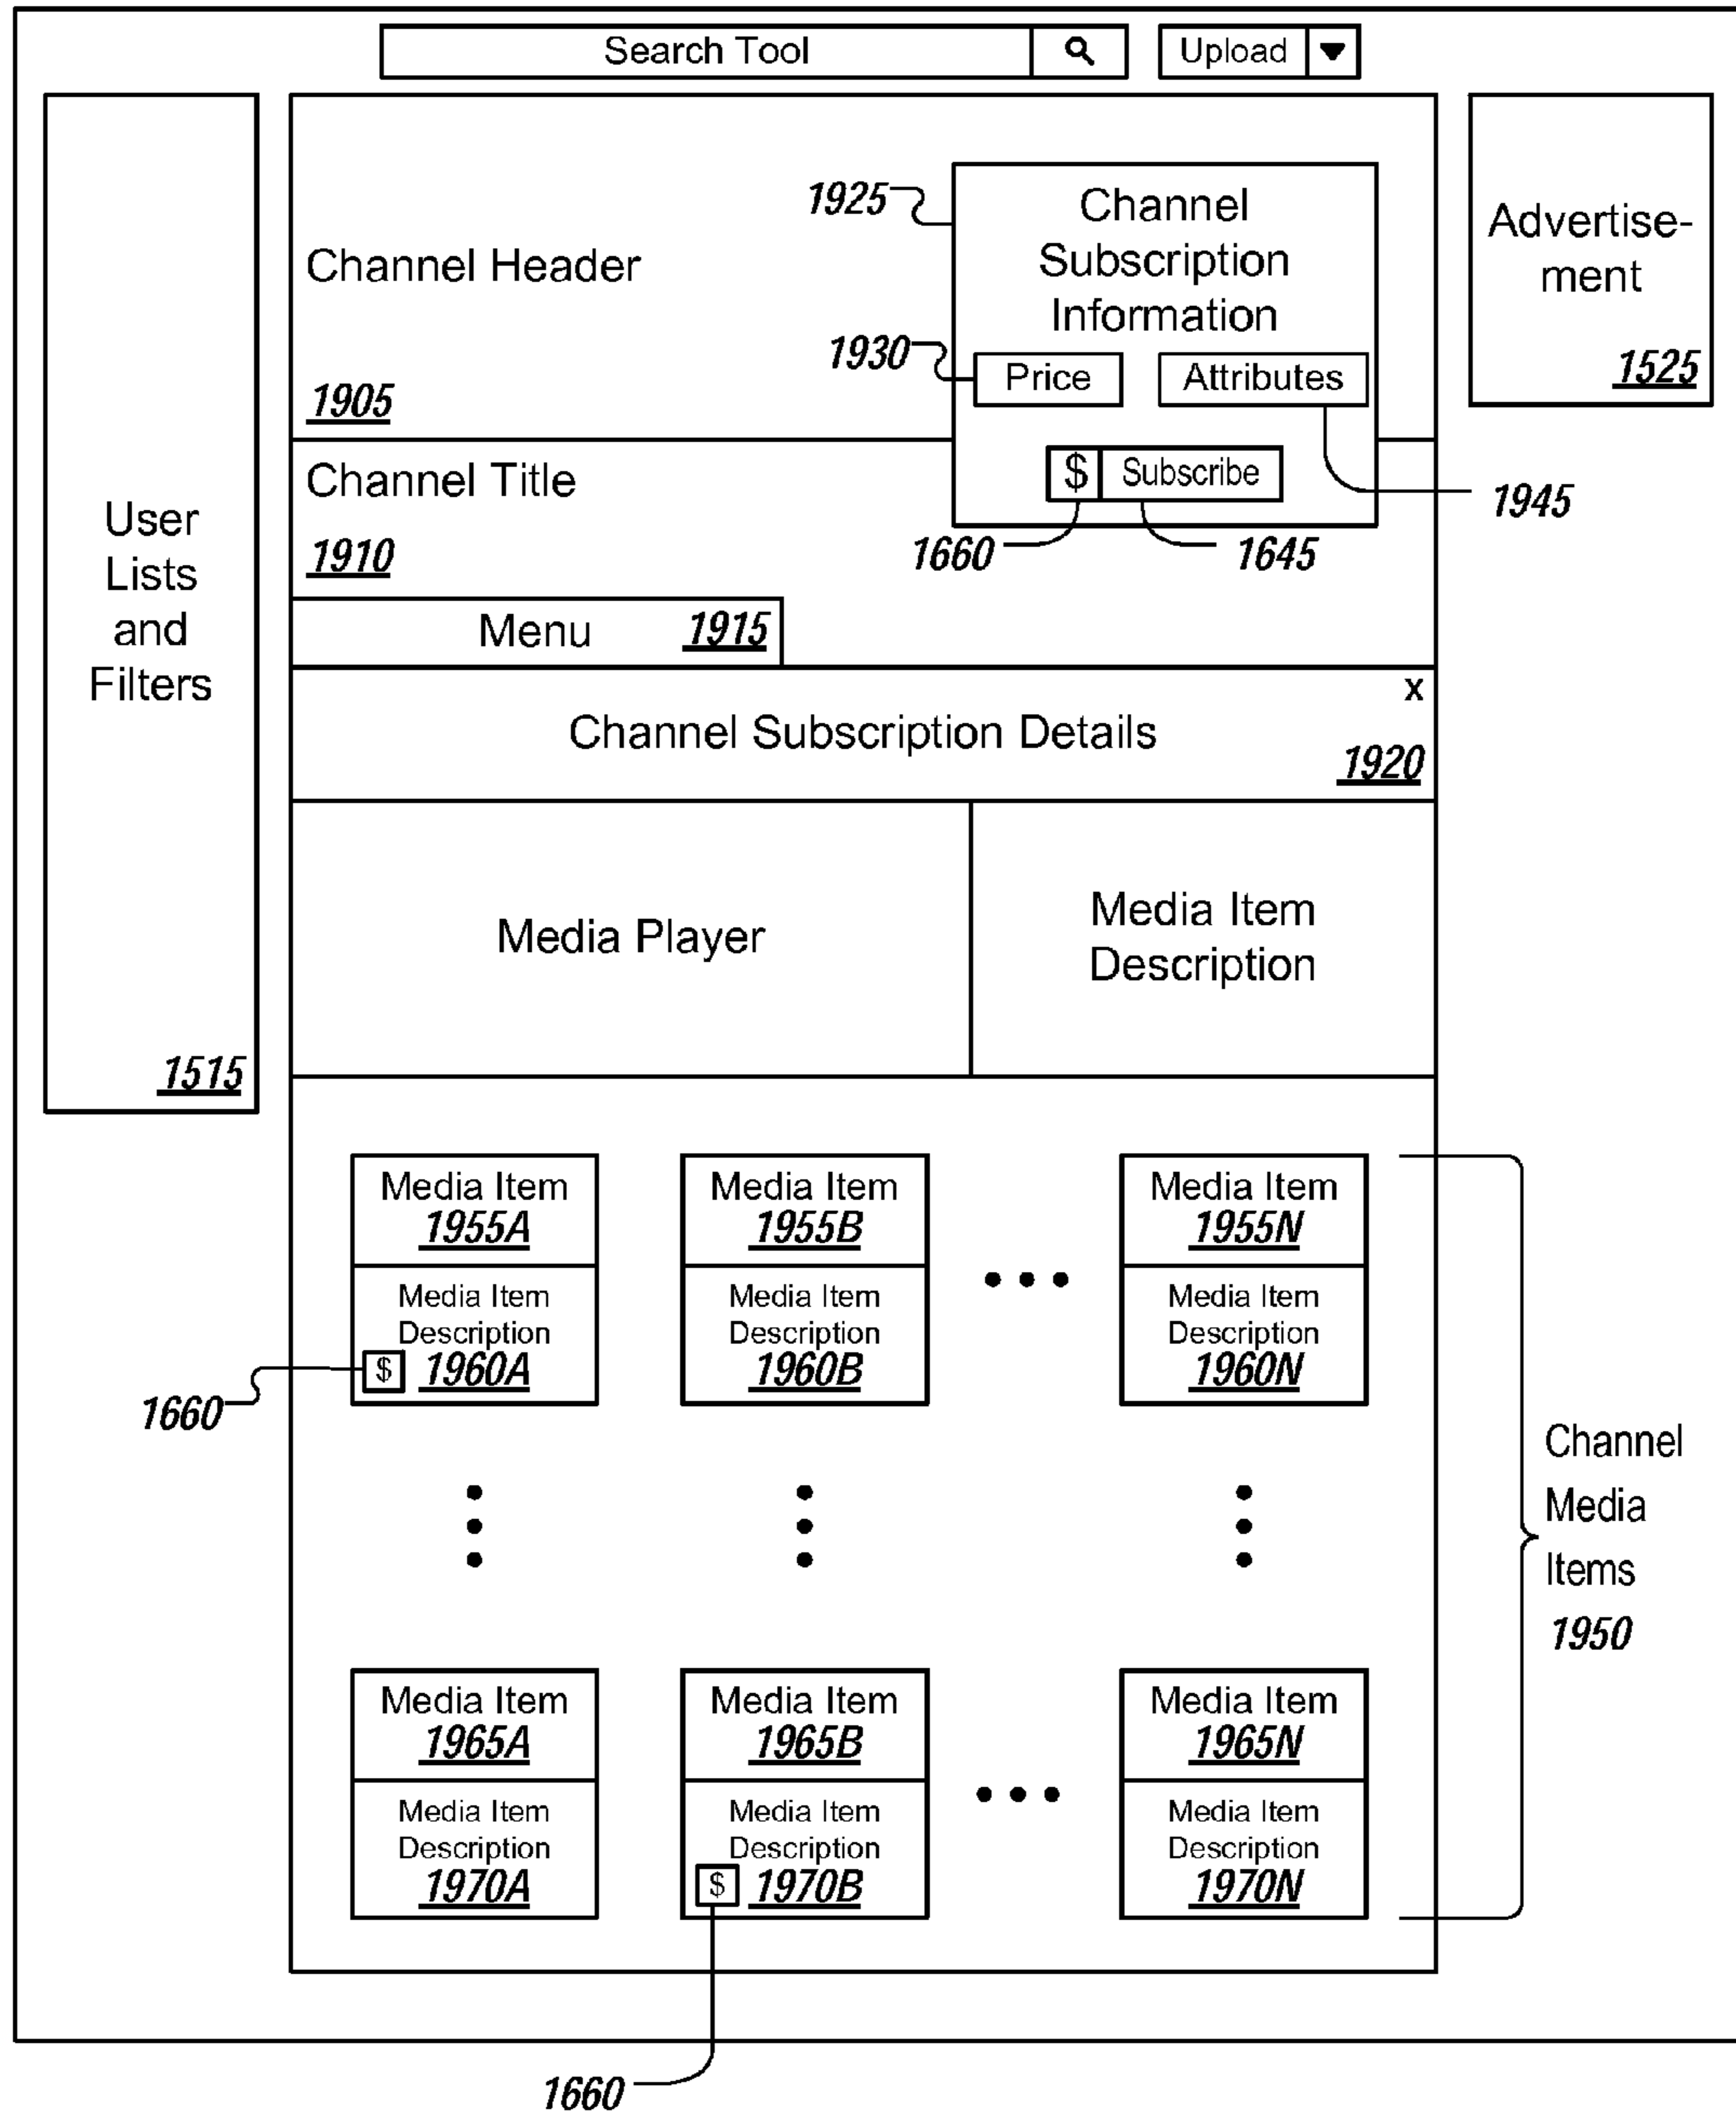 Search Tool
Upload
User
Lists
and
Filters
1515
Channel Header
1905
1925
Channel
Subscription
Information
1930
Price
Attributes
$
Subscribe
1660
1645
1945
Advertise-
ment
1525
Channel Title
1910
Menu
1915
x
Channel Subscription Details
1920
Media Player
Media Item
Description
Media Item
1955A
Media Item
Description
$
1960A
1660
Media Item
1955B
Media Item
Description
1960B
Media Item
1955N
Media Item
Description
1960N
Channel
Media
Items
1950
Media Item
1965A
Media Item
Description
1970A
Media Item
1965B
Media Item
Description
$
1970B
1660
Media Item
1965N
Media Item
Description
1970N